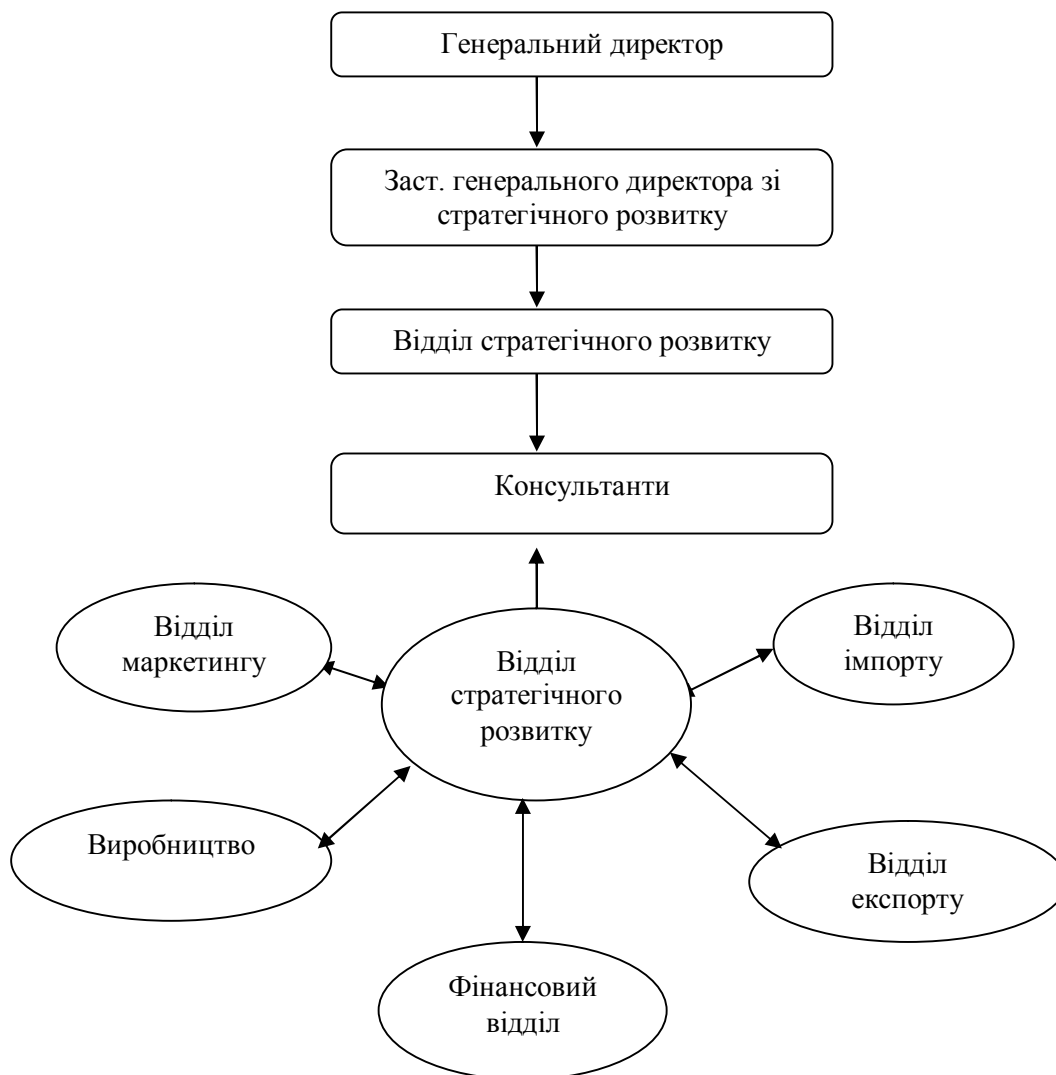 Генеральний директор
Заст. генерального директора зі
стратегічного розвитку
Відділ стратегічного розвитку
Консультанти
Відділ
маркетингу
Відділ
стратегічного
розвитку
Відділ
імпорту
Виробництво
Відділ
експорту
Фінансовий
відділ